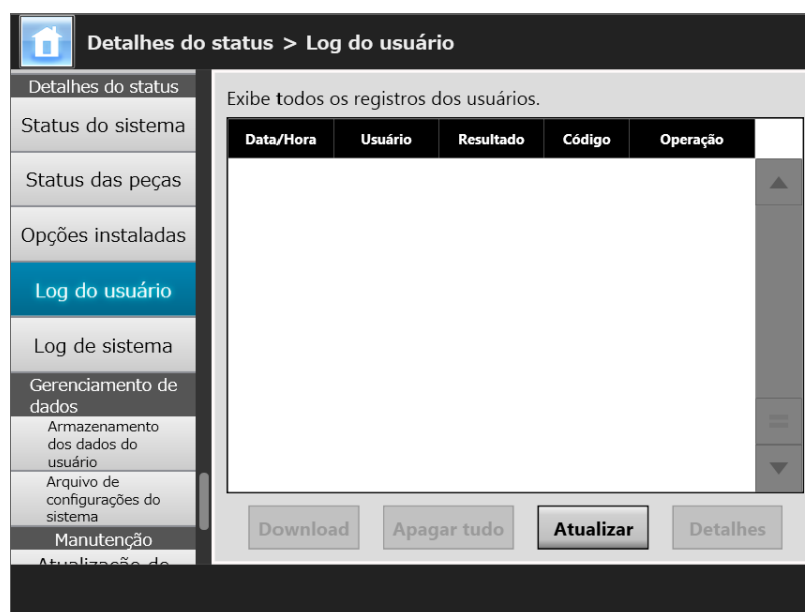 Detalhes do status > Log do usuário
Detalhes do status
Status do sistema
Status das peças
Opções instaladas
Log do usuário
Log de sistema
Gerenciamento de
dados
Armazenamento
dos dados do
usuário
Arquivo de
configurações do
sistema
Manutenção
Atualização do
Exibe todos os registros dos usuários.
Data/Hora Usuário Resultado Código Operação
Download Apagar tudo Atualizar Detalhes